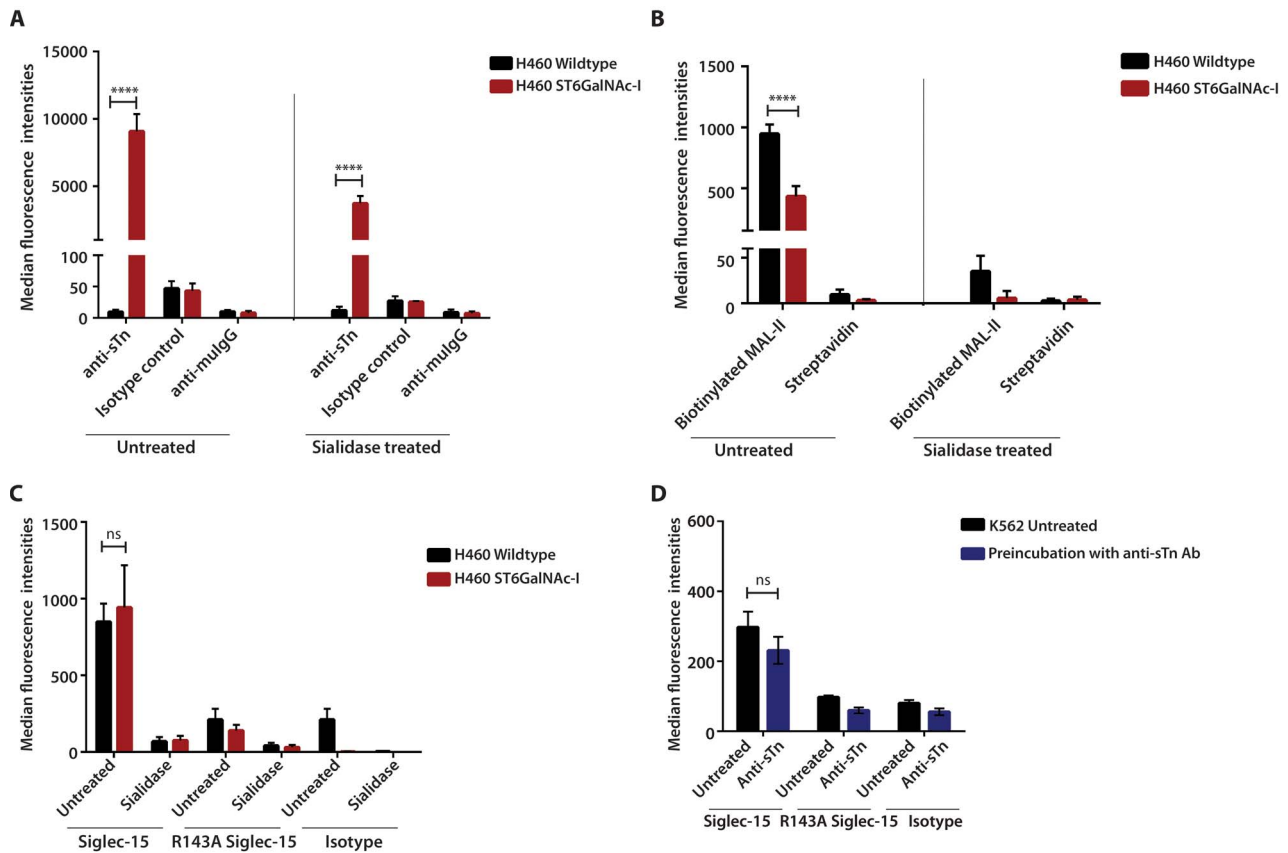 A
Median fluorescence intensities
15000
10000
5000
100
50
0
****
****
H460 Wildtype
H460 ST6GalNAc-I
anti-sTn
Isotype control
anti-muIgG
anti-sTn
Isotype control
anti-muIgG
Untreated
Sialidase treated
B
Median fluorescence intensities
1500
1000
500
50
0
****
H460 Wildtype
H460 ST6GalNAc-I
Biotinylated MAL-II
Streptavidin
Biotinylated MAL-II
Streptavidin
Untreated
Sialidase treated
C
Median fluorescence intensities
1500
1000
500
0
ns
H460 Wildtype
H460 ST6GalNAc-I
Untreated
Sialidase
Untreated
Sialidase
Untreated
Sialidase
Siglec-15
R143A Siglec-15
Isotype
D
Median fluorescence intensities
600
400
200
0
ns
K562 Untreated
Preincubation with anti-sTn Ab
Untreated
Anti-sTn
Untreated
Anti-sTn
Untreated
Anti-sTn
Siglec-15
R143A Siglec-15
Isotype